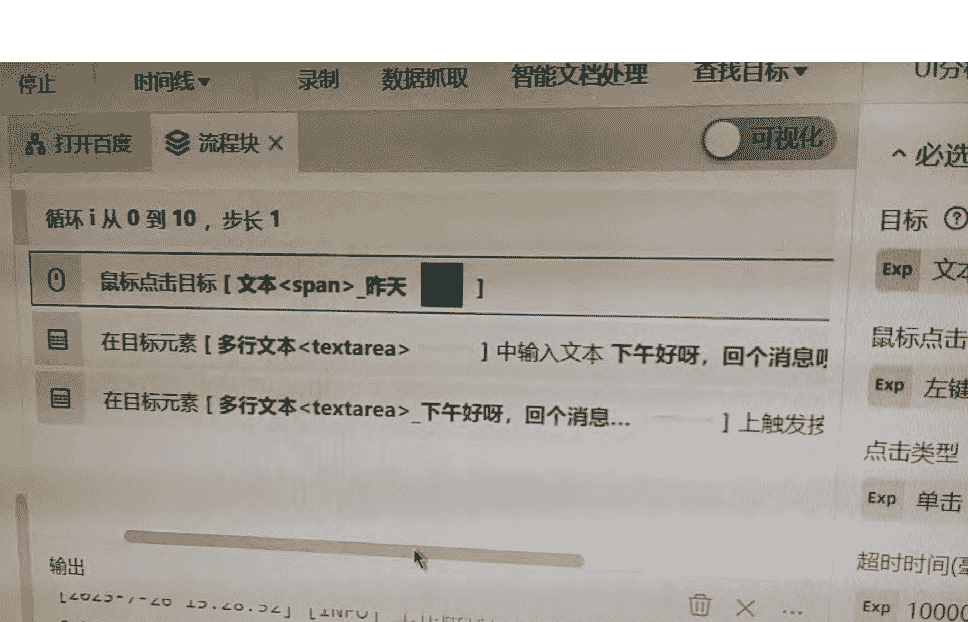 停止 时间线 录制 数据抓取 智能文档处理 查找目标
打开百度 流程块 可视化
必选
循环 i 从 0 到 10 ，步长 1
目标
鼠标点击目标 [ 文本<span>_昨天 ]
Exp
在目标元素 [ 多行文本<textarea> ] 中输入文本 下午好呀，回个消息
鼠标点击
Exp 左键
在目标元素 [ 多行文本<textarea>_下午好呀，回个消息... ] 上触发按
点击类型
Exp 单击
输出
超时时间(毫
Exp 10000